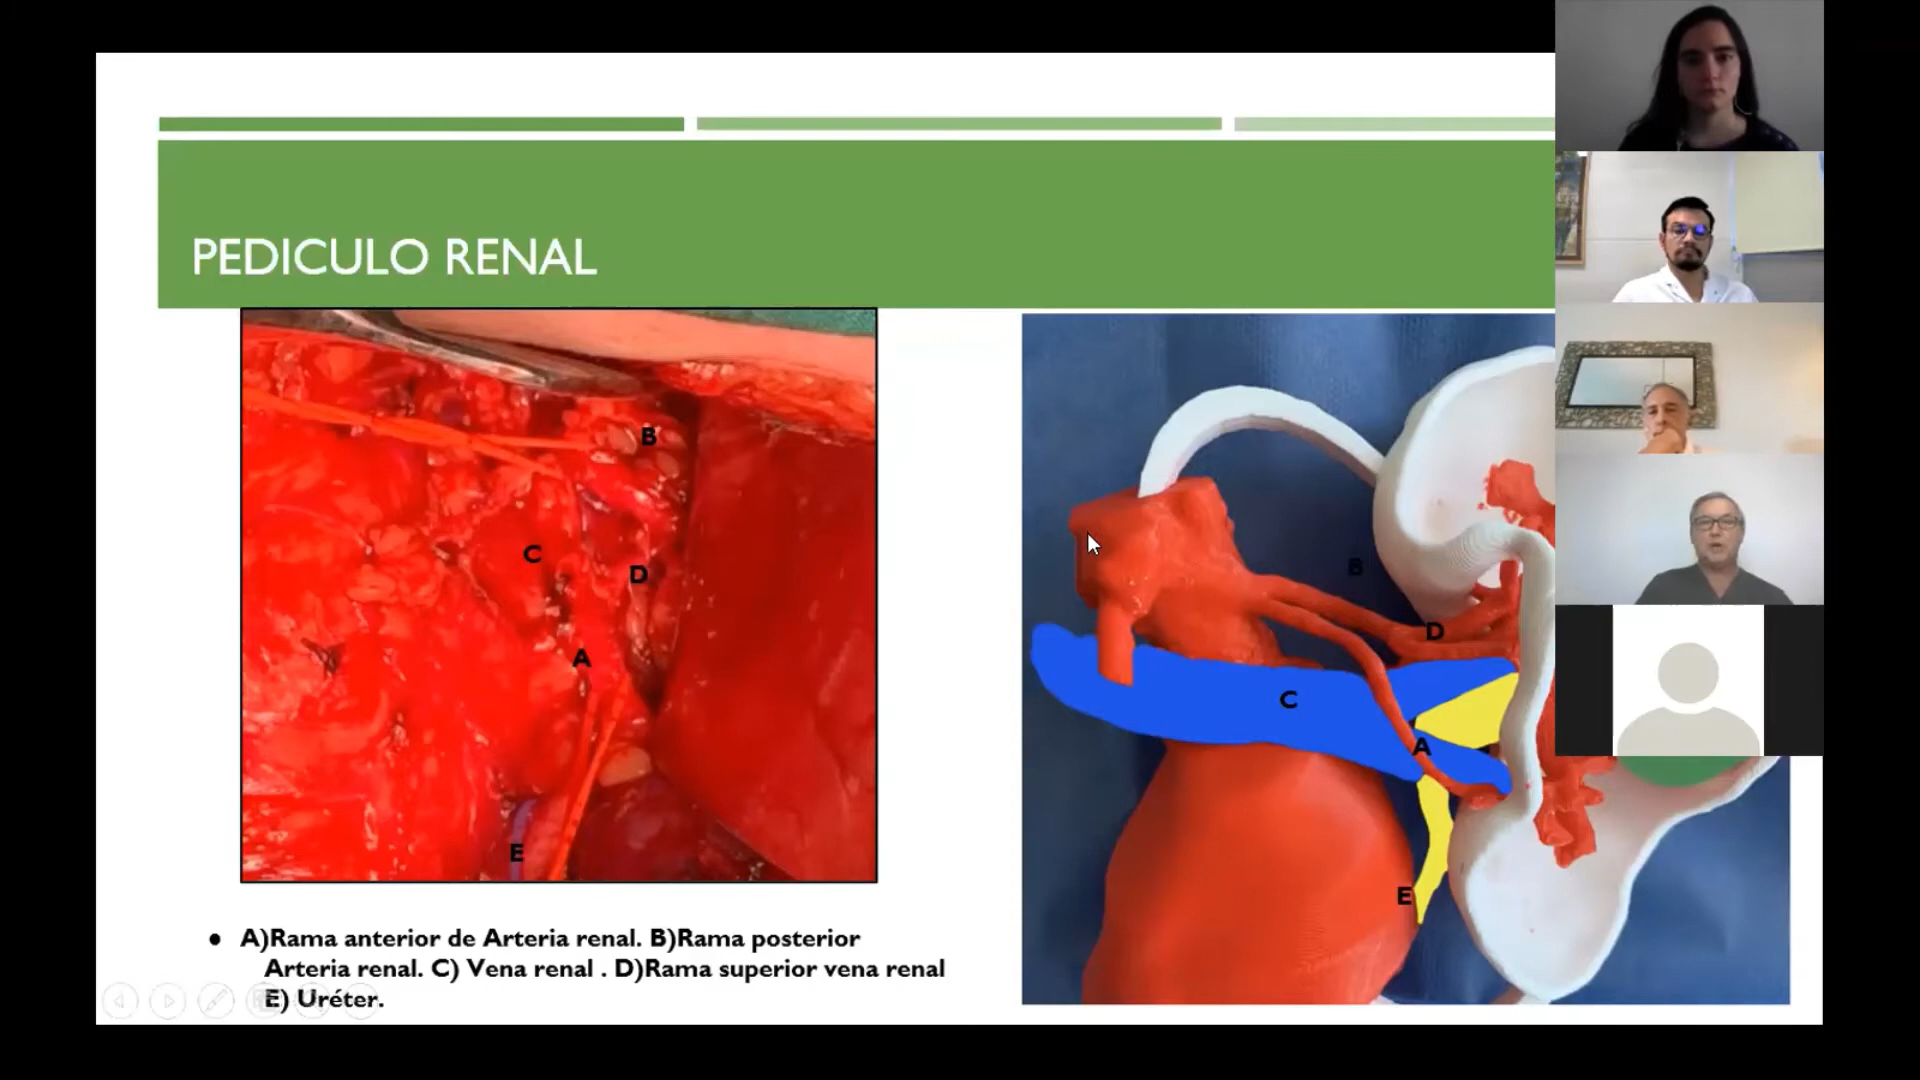 PEDICULO RENAL
B
C
D
A
E
B
D
C
A
E
A)Rama anterior de Arteria renal. B)Rama posterior
Arteria renal. C) Vena renal . D)Rama superior vena renal
E) Uréter.